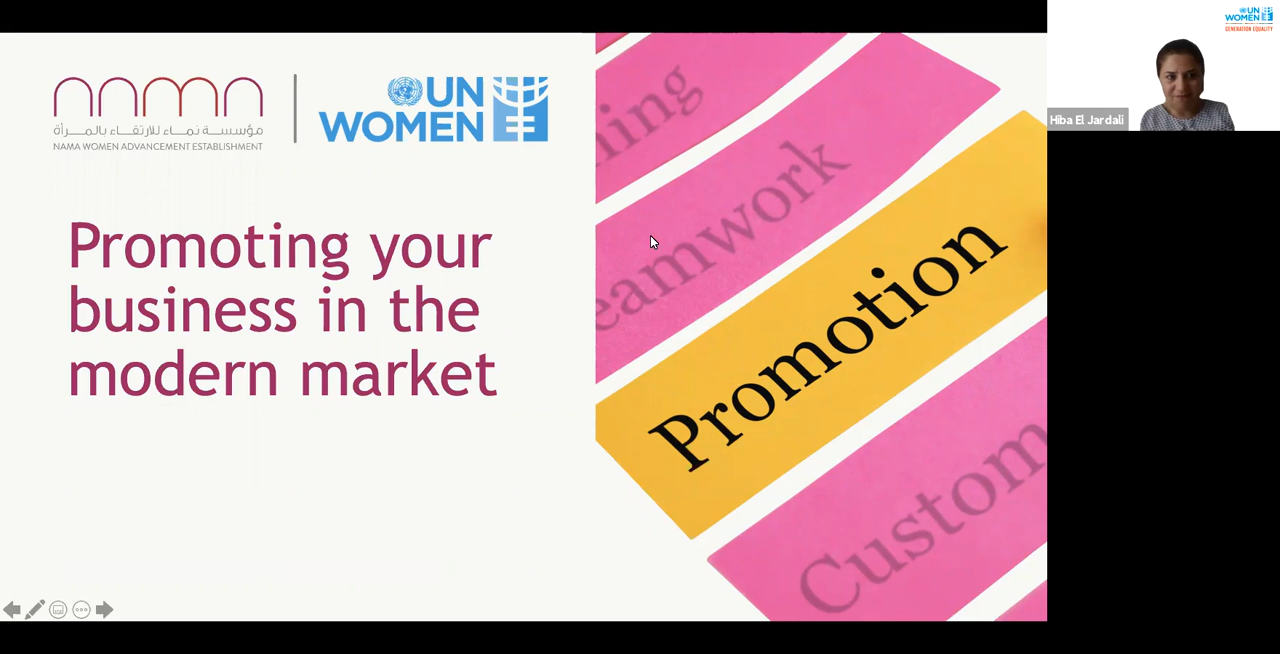 مؤسسة نماء للارتقاء بالمرأة
NAMA WOMEN ADVANCEMENT ESTABLISHMENT
UN
WOMEN
Promoting your
business in the
modern market
ning
eamwork
Promotion
Custom
UN
WOMEN
GENERATION EQUALITY
Hiba El Jardali